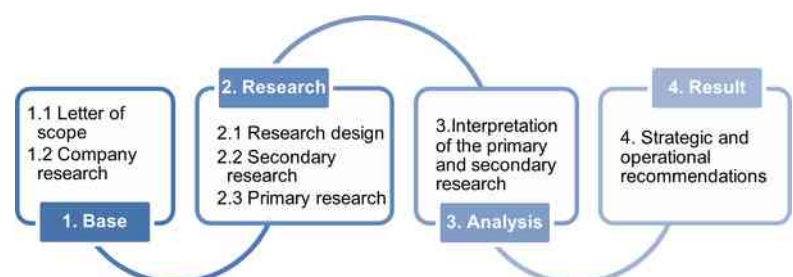 1.1 Letter of
scope
1.2 Company
research
1. Base
2. Research
2.1 Research design
2.2 Secondary
research
2.3 Primary research
3.Interpretation
of the primary
and secondary
research
3. Analysis
4. Result
4. Strategic and
operational
recommendations